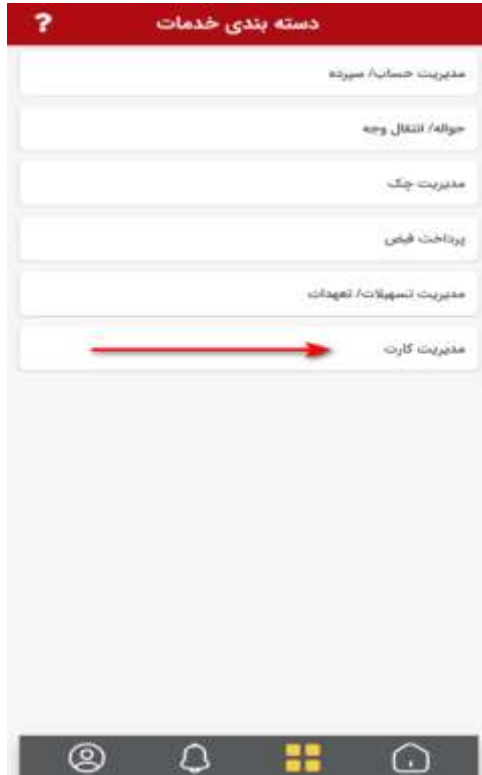 دسته بندی خدمات ?
مدیریت حساب/ سپرده
حواله/ انتقال وجه
مدیریت چک
پرداخت قبض
مدیریت تسهیلات/ تعهدات
مدیریت کارت